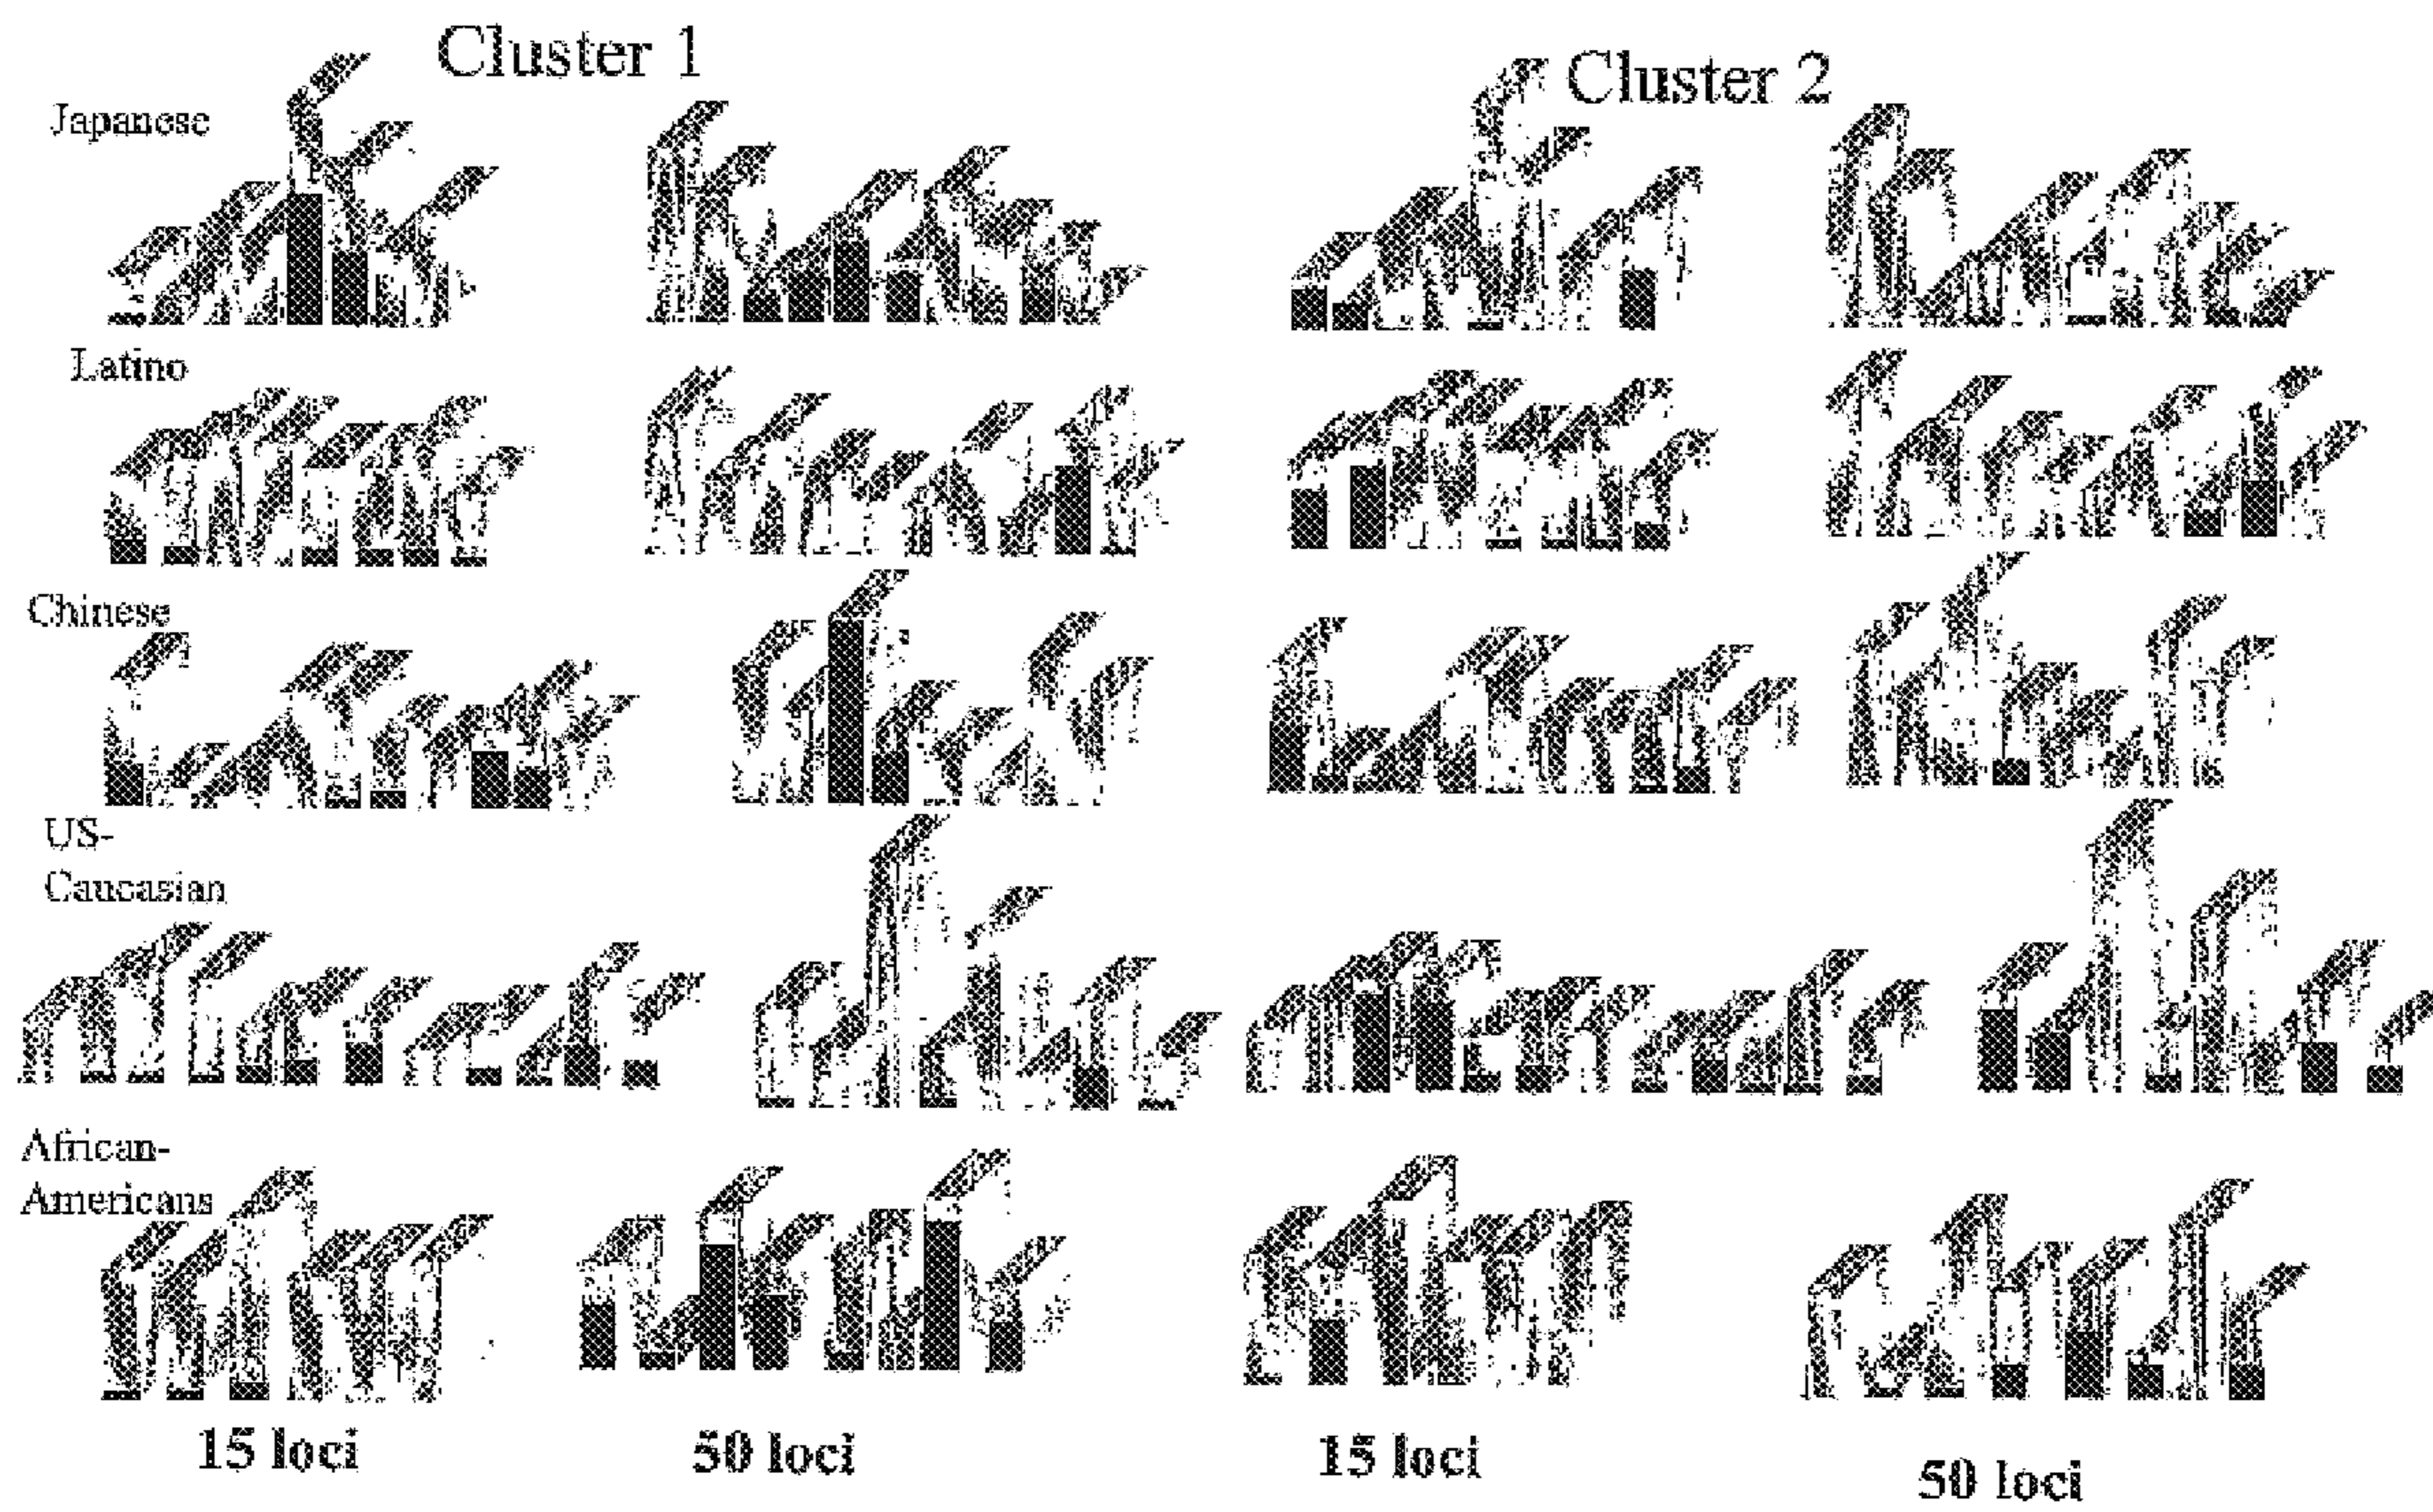 Cluster 1
Cluster 2
Japanese
Latino
Chinese
US-
Caucasian
African-
Americans
15 loci
50 loci
15 loci
50 loci